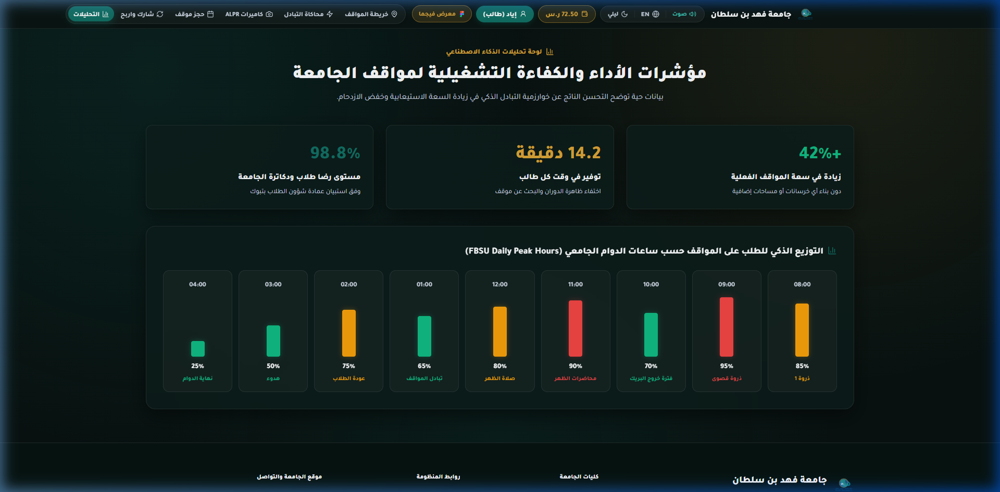 جامعة فهد بن سلطان
صوت
EN
ليلي
72.50 ر.س
إياد (طالب)
معرض فيجما
خريطة المواقف
محاكاة التبادل
كاميرات ALPR
حجز موقف
شارك واربح
التحليلات
لوحة تحليلات الذكاء الاصطناعي
مؤشرات الأداء والكفاءة التشغيلية لمواقف الجامعة
بيانات حية توضح التحسن الناتج عن خوارزمية التبادل الذكي في زيادة السعة الاستيعابية وخفض الازدحام.
42%+
زيادة في سعة المواقف الفعلية
دون بناء أي خرسانات أو مساحات إضافية
14.2 دقيقة
توفير في وقت كل طالب
اختفاء ظاهرة الدوران والبحث عن موقف
98.8%
مستوى رضا طلاب ودكاترة الجامعة
وفق استبيان عمادة شؤون الطلاب بتبوك
التوزيع الذكي للطلب على المواقف حسب ساعات الدوام الجامعي (FBSU Daily Peak Hours)
08:00
85%
ذروة 1
09:00
95%
ذروة قصوى
10:00
70%
فترة خروج البريك
11:00
90%
محاضرات الظهر
12:00
80%
صلاة الظهر
01:00
65%
تبادل المواقف
02:00
75%
عودة الطلاب
03:00
50%
هدوء
04:00
25%
نهاية الدوام
جامعة فهد بن سلطان
كليات الجامعة
روابط المنظومة
موقع الجامعة والتواصل